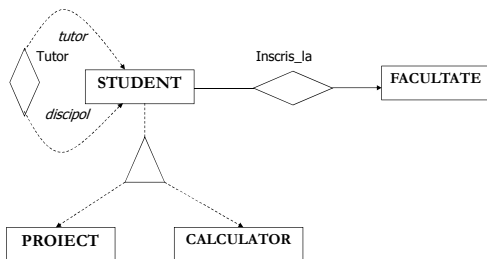 tutor
Tutor
Inscris_la
STUDENT
FACULTATE
discipol
PROIECT
CALCULATOR